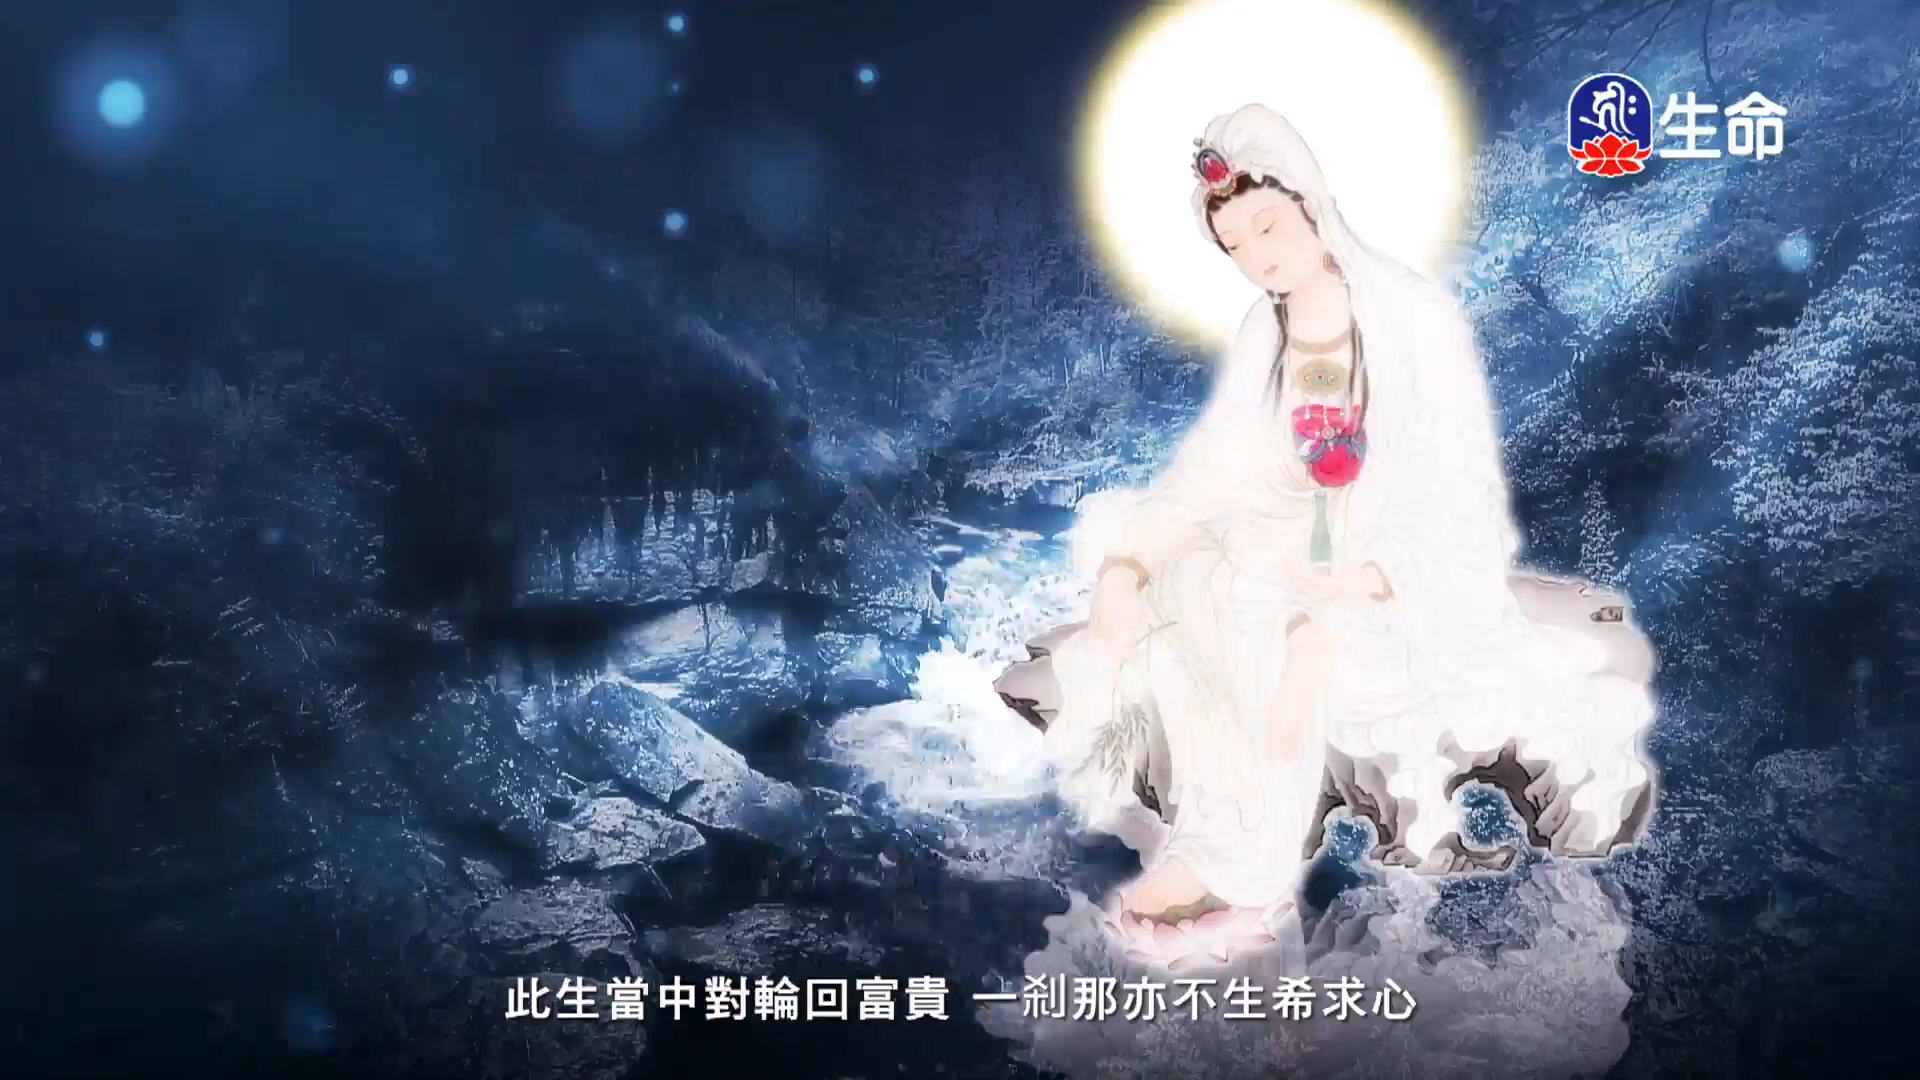 生命
此生當中對輪回富貴 一剎那亦不生希求心